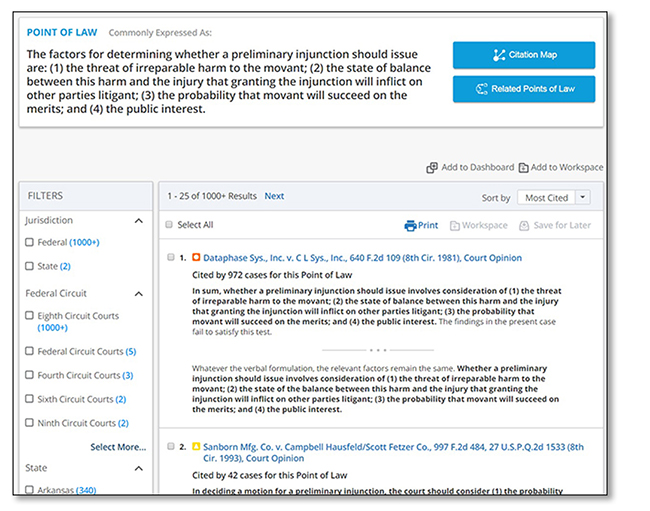 POINT OF LAW Commonly Expressed As:
The factors for determining whether a preliminary injunction should issue
are: (1) the threat of irreparable harm to the movant; (2) the state of balance
between this harm and the injury that granting the injunction will inflict on
other parties litigant; (3) the probability that movant will succeed on the
merits; and (4) the public interest.
Citation Map
Related Points of Law
Add to Dashboard Add to Workspace
FILTERS
Jurisdiction
Federal (1000+)
State (2)
Federal Circuit
Eighth Circuit Courts
(1000+)
Federal Circuit Courts (5)
Fourth Circuit Courts (3)
Sixth Circuit Courts (2)
Ninth Circuit Courts (2)
Select More...
State
Arkansas (340)
1 - 25 of 1000+ Results Next
Sort by Most Cited
Select All
Print Workspace Save for Later
1. Dataphase Sys., Inc. v. C L Sys., Inc., 640 F.2d 109 (8th Cir. 1981), Court Opinion
Cited by 972 cases for this Point of Law
In sum, whether a preliminary injunction should issue involves consideration of (1) the threat
of irreparable harm to the movant; (2) the state of balance between this harm and the injury
that granting the injunction will inflict on other parties litigant; (3) the probability that
movant will succeed on the merits; and (4) the public interest. The findings in the present case
fail to satisfy this test.
Whatever the verbal formulation, the relevant factors remain the same. Whether a preliminary
injunction should issue involves consideration of (1) the threat of irreparable harm to the
movant; (2) the state of balance between this harm and the injury that granting the
injunction will inflict on other parties litigant; (3) the probability that movant will succeed on
the merits; and (4) the public interest.
2. Sanborn Mfg. Co. v. Campbell Hausfeld/Scott Fetzer Co., 997 F.2d 484, 27 U.S.P.Q.2d 1533 (8th
Cir. 1993), Court Opinion
Cited by 42 cases for this Point of Law
In deciding a motion for a preliminary injunction, the court should consider (1) the probability